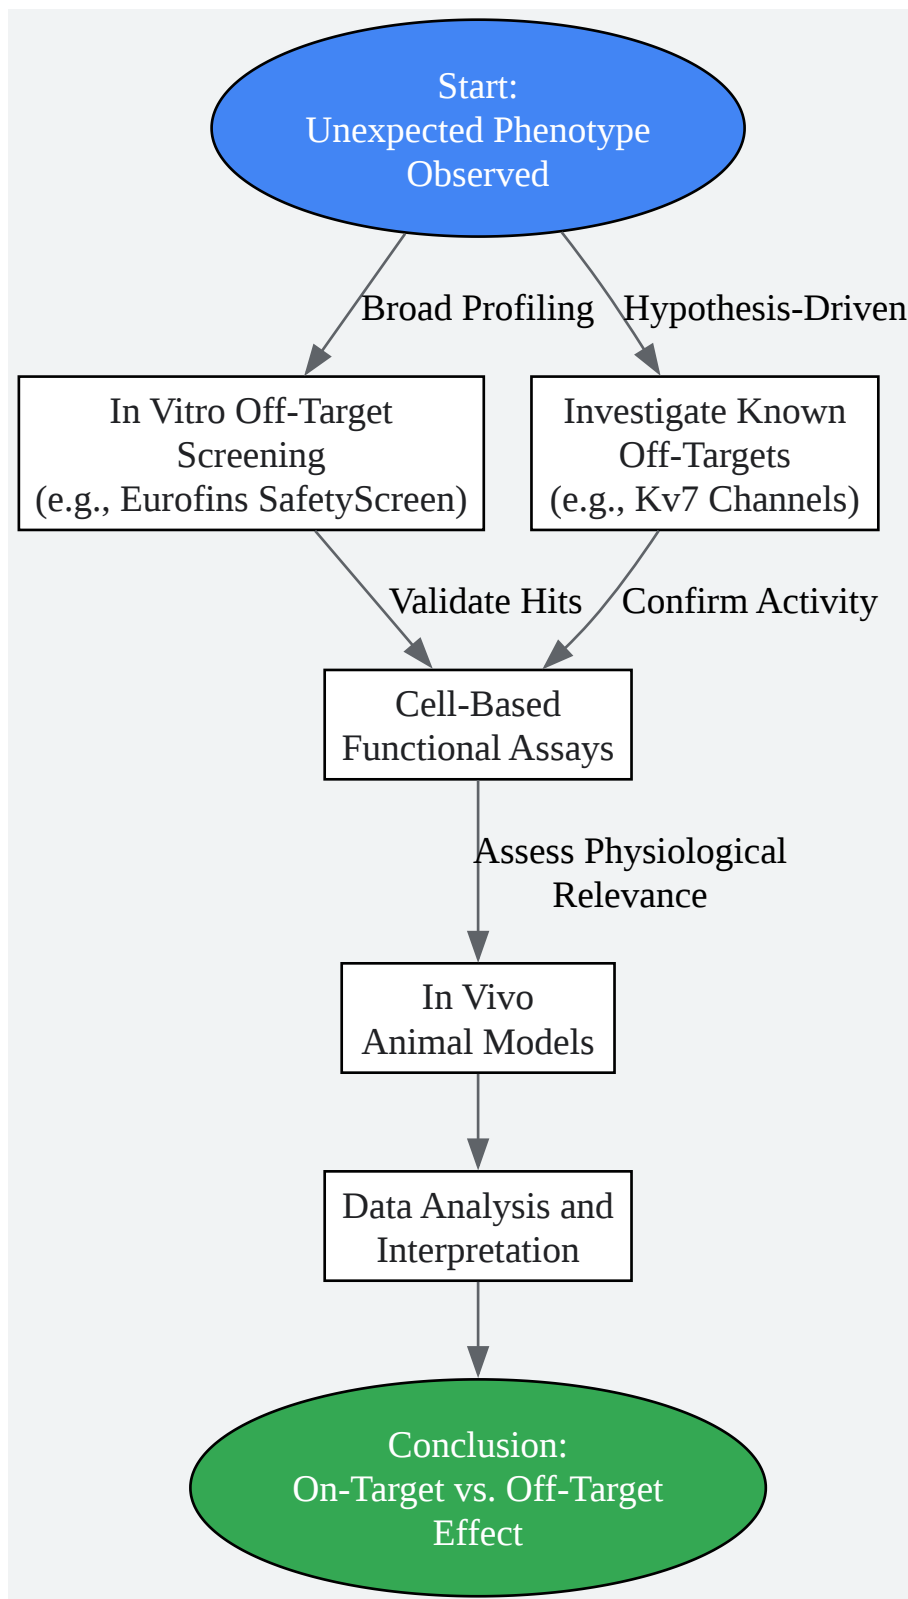 Start:
Unexpected Phenotype
Observed
Broad Profiling
Hypothesis-Driven
In Vitro Off-Target
Screening
(e.g., Eurofins SafetyScreen)
Investigate Known
Off-Targets
(e.g., Kv7 Channels)
Validate Hits
Confirm Activity
Cell-Based
Functional Assays
Assess Physiological
Relevance
In Vivo
Animal Models
Data Analysis and
Interpretation
Conclusion:
On-Target vs. Off-Target
Effect